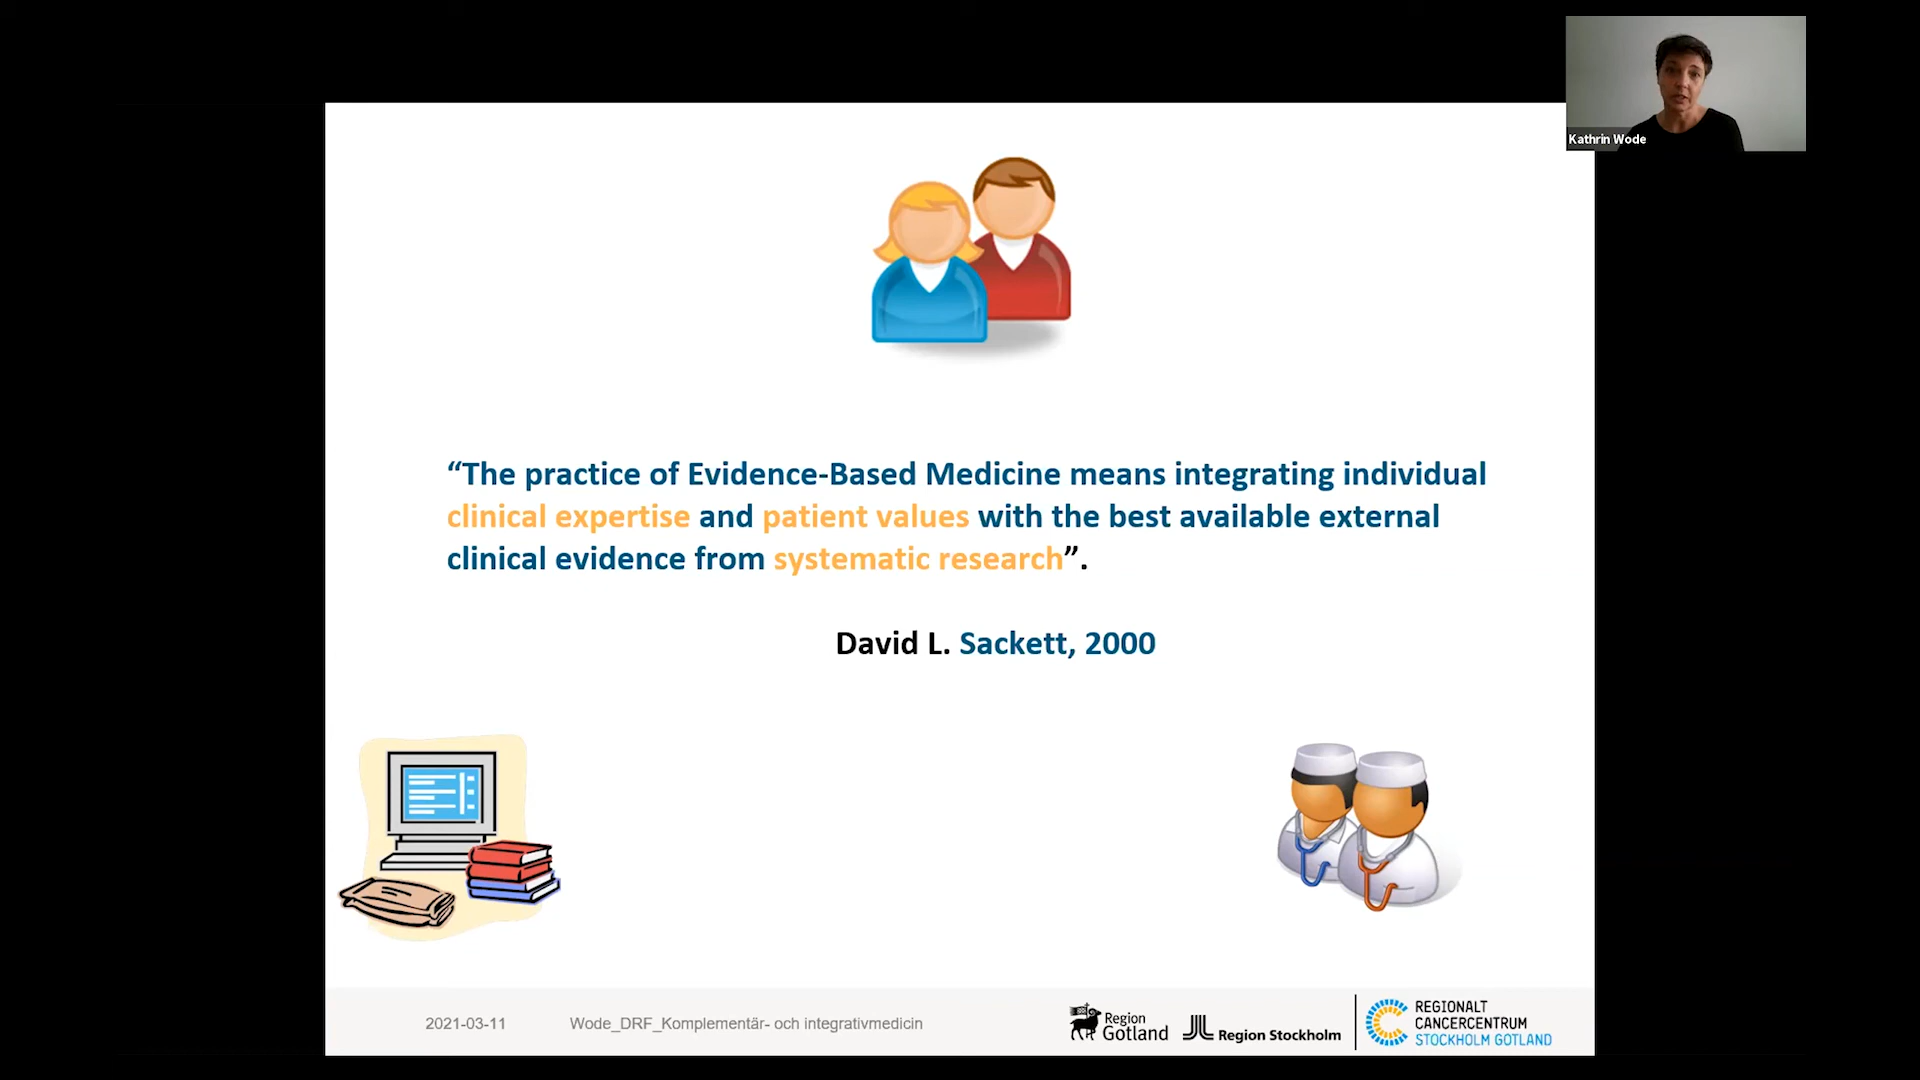 Kathrin Wode
“The practice of Evidence-Based Medicine means integrating individual
clinical expertise and patient values with the best available external
clinical evidence from systematic research”.
David L. Sackett, 2000
2021-03-11
Wode_DRF_Komplementär- och integrativmedicin
Region
Gotland
Region Stockholm
REGIONALT
CANCERCENTRUM
STOCKHOLM GOTLAND